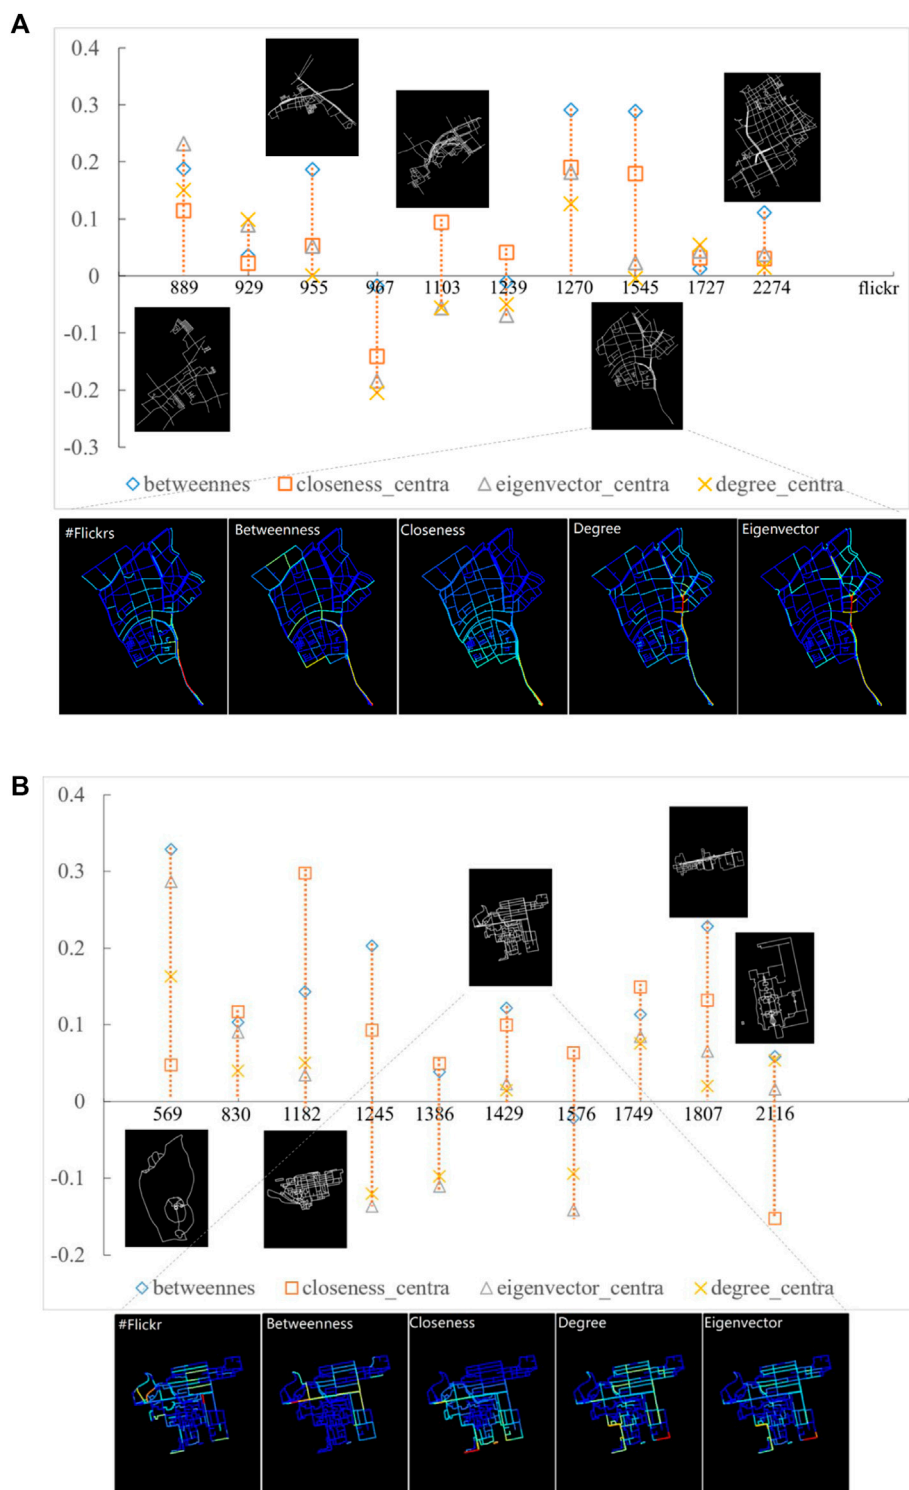 A
0.4
0.3
0.2
0.1
0
889 929 955 967 1103 1239 1270 1545 1727 2274 flickr
-0.1
-0.2
-0.3
betweennes closeness_centra eigenvector_centra degree_centra
#Flickrs Betweenness Closeness Degree Eigenvector
B
0.4
0.3
0.2
0.1
0
569 830 1182 1245 1386 1429 1576 1749 1807 2116
-0.1
-0.2
betweennes closeness_centra eigenvector_centra degree_centra
#Flickr Betweenness Closeness Degree Eigenvector